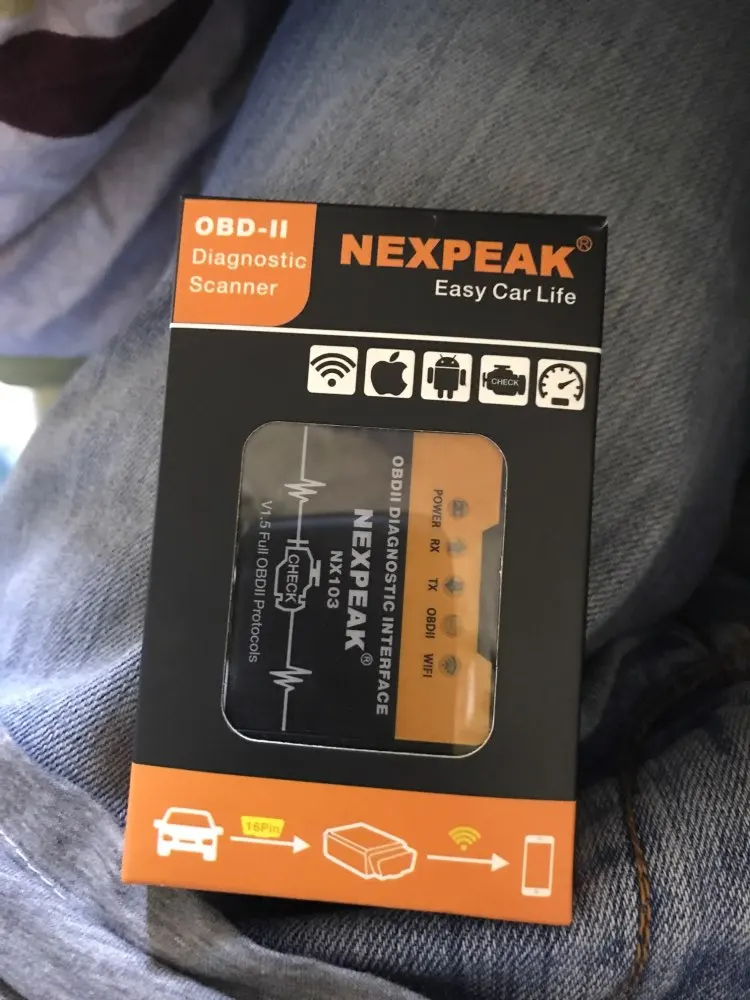 OBD-II
Diagnostic
Scanner
NEXPEAK®
Easy Car Life
CHECK
OBDII DIAGNOSTIC INTERFACE
NEXPEAK®
NX103
CHECK
V1.5 Full OBDII Protocols
POWER RX TX OBDII WIFI
16Pin